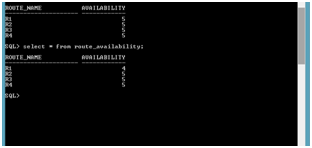 ROUTE_NAME AVAILABILITY
-------------------- ------------
R1 5
R2 5
R3 5
R4 5
SQL> select * from route_availability;
ROUTE_NAME AVAILABILITY
-------------------- ------------
R1 4
R2 5
R3 5
R4 5
SQL>